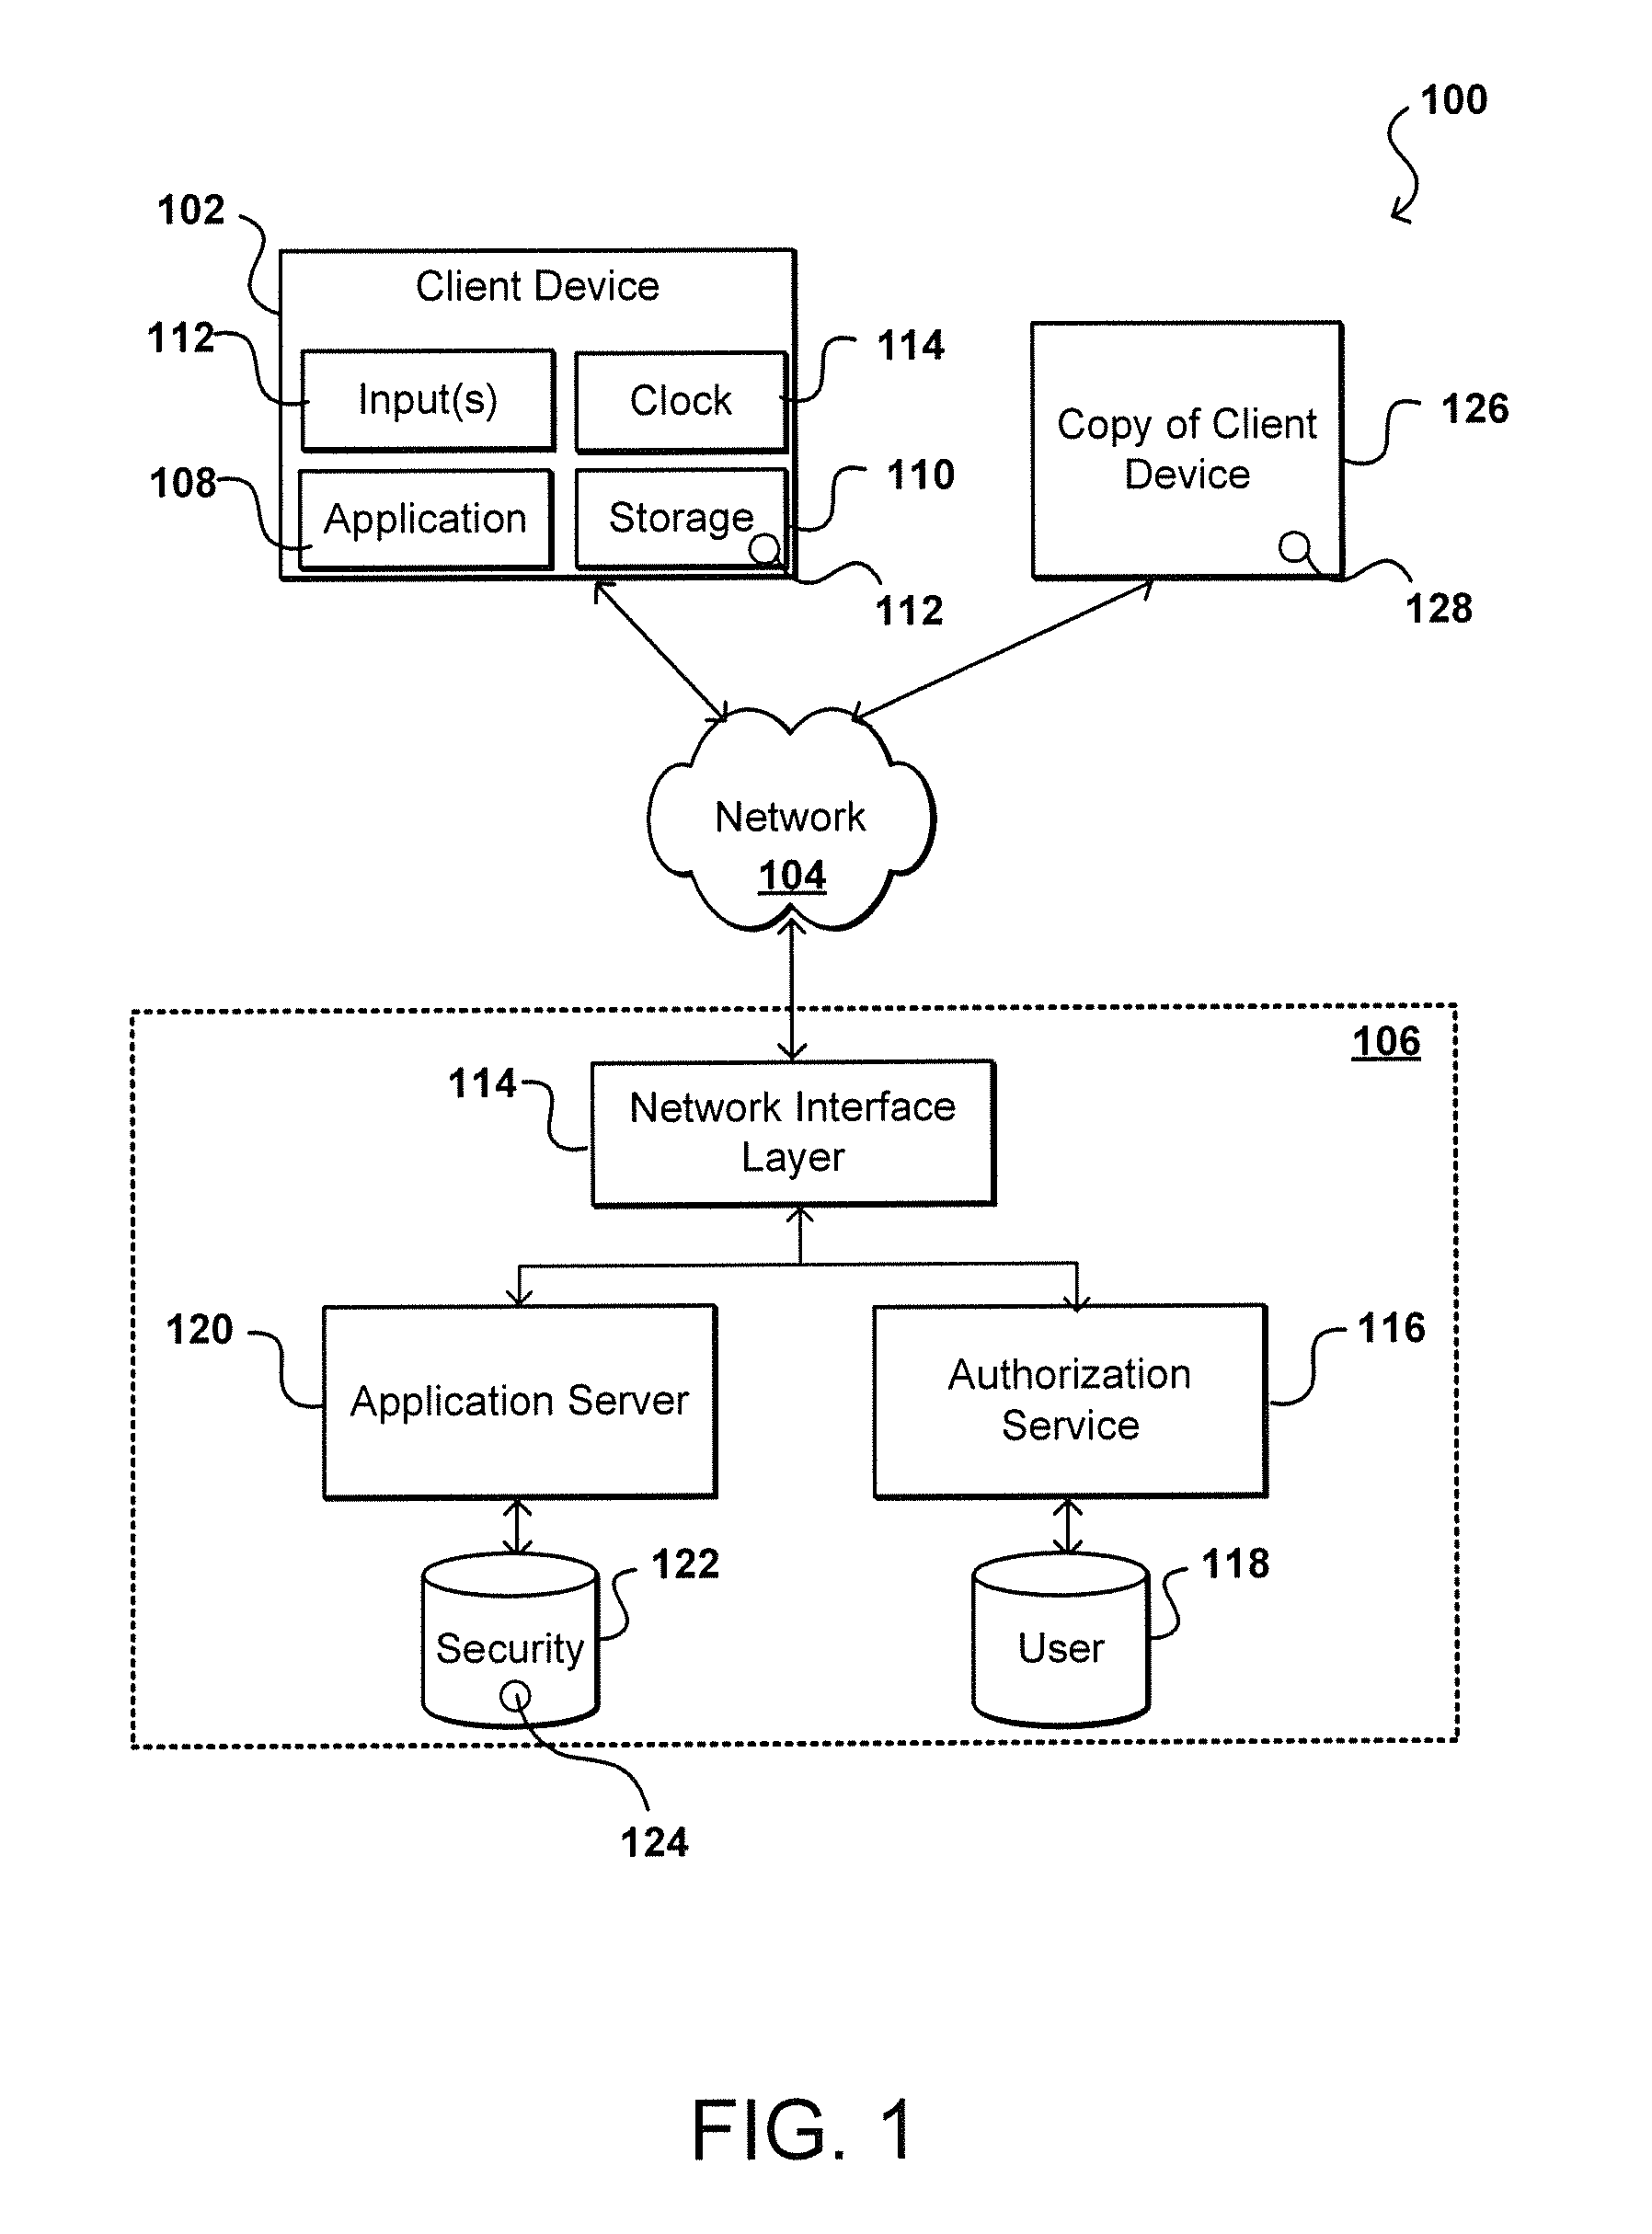 100
102
Client Device
112
Input(s)
Clock
114
108
Application
Storage
110
112
Copy of Client
Device
126
128
Network
104
106
114
Network Interface
Layer
120
Application Server
Authorization
Service
116
Security
122
User
118
124
FIG. 1